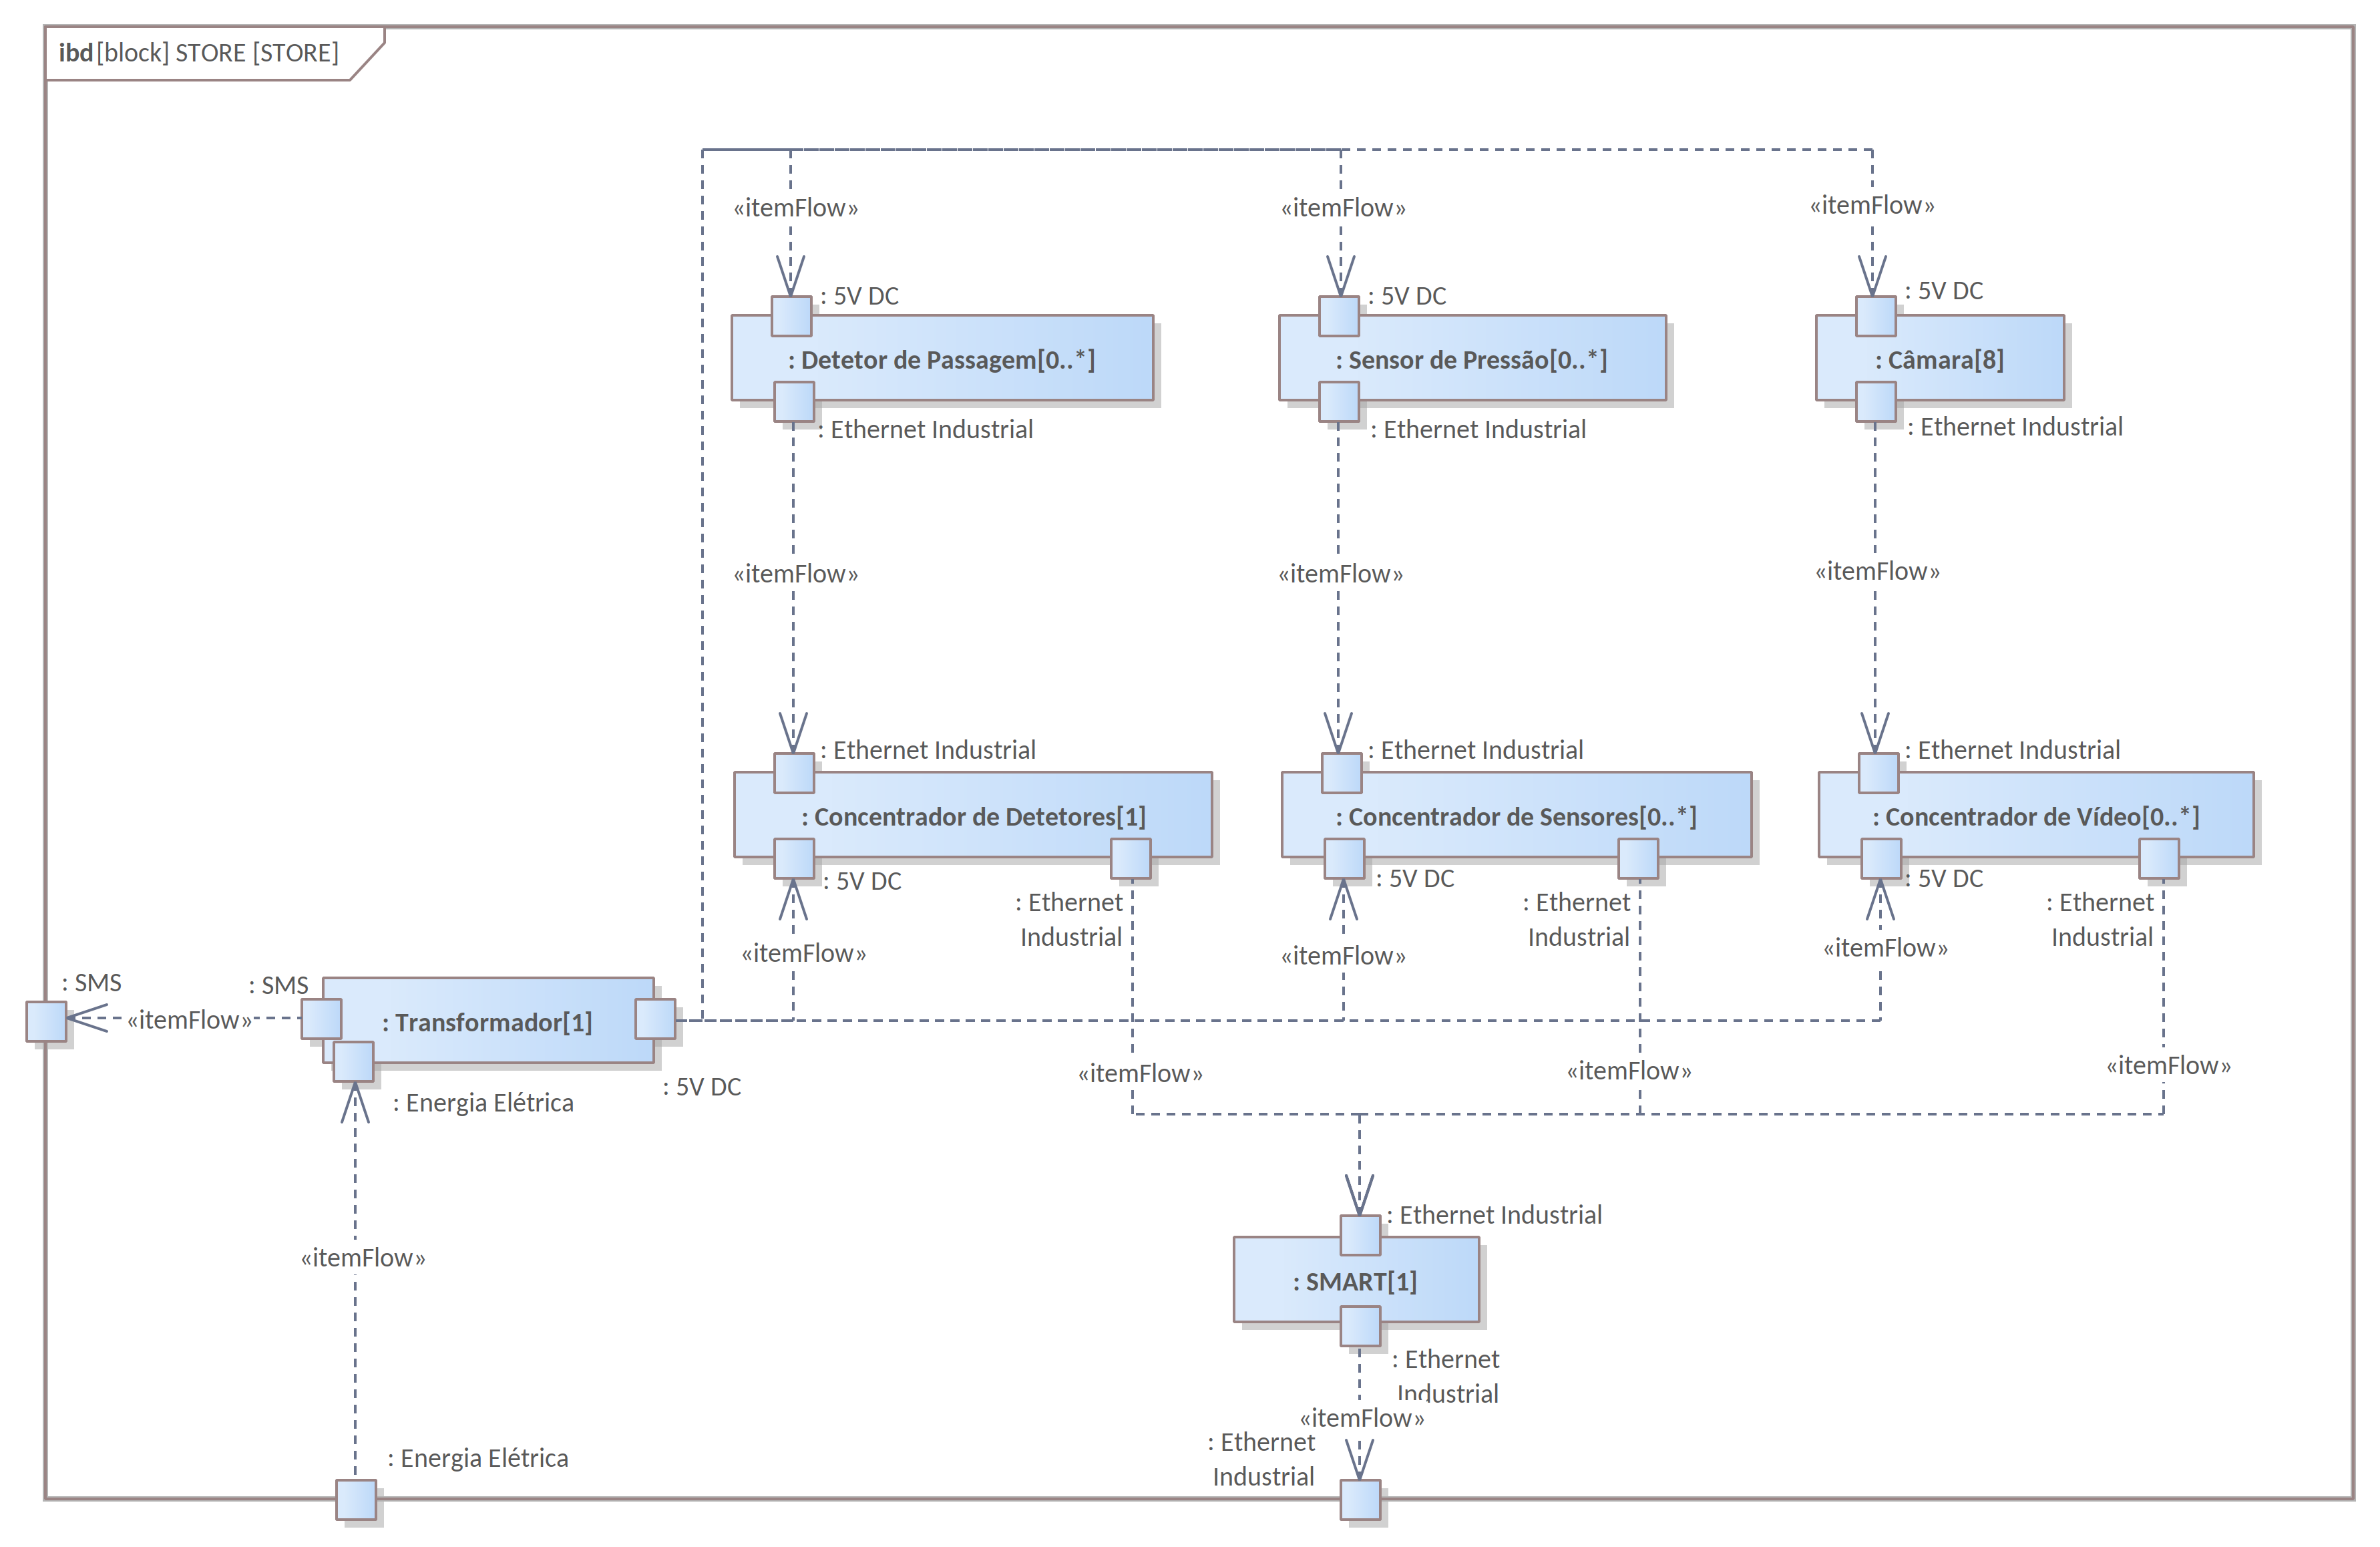 ibd [block] STORE [STORE]
«itemFlow»
«itemFlow»
«itemFlow»
: 5V DC
: 5V DC
: 5V DC
: Detetor de Passagem[0..*]
: Sensor de Pressão[0..*]
: Câmara[8]
: Ethernet Industrial
: Ethernet Industrial
: Ethernet Industrial
«itemFlow»
«itemFlow»
«itemFlow»
: Ethernet Industrial
: Ethernet Industrial
: Ethernet Industrial
: Concentrador de Detetores[1]
: Concentrador de Sensores[0..*]
: Concentrador de Vídeo[0..*]
: 5V DC
: Ethernet
Industrial
: 5V DC
: Ethernet
Industrial
: 5V DC
: Ethernet
Industrial
«itemFlow»
«itemFlow»
«itemFlow»
: SMS
: SMS
«itemFlow»
: Transformador[1]
: 5V DC
: Energia Elétrica
«itemFlow»
«itemFlow»
«itemFlow»
: Ethernet Industrial
«itemFlow»
: SMART[1]
: Ethernet
Industrial
«itemFlow»
: Ethernet
Industrial
: Energia Elétrica